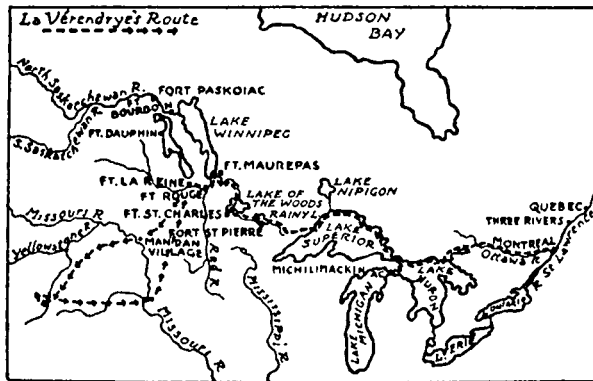 La Vérendrye's Route
HUDSON
BAY
North Saskatchewan R.
FORT PASKOIAC
FT.
BOURBON
S. Saskatchewan R.
FT. DAUPHIN
LAKE
WINNIPEG
FT. MAUREPAS
FT. LA REINE
FT ROUGE
LAKE OF
THE WOODS
LAKE
NIPIGON
RAINY L.
FT. ST. CHARLES
FORT ST PIERRE
Missouri R
Yellowstone R
MAN
DAN
VILLAGE
Red R
LAKE
SUPERIOR
QUEBEC
THREE RIVERS
MONTREAL
Ottawa R
R St Lawrence
MICHILIMACKINAC
LAKE
HURON
Mississippi R
LAKE MICHIGAN
L. ERIE
L. Ontario
Missouri R